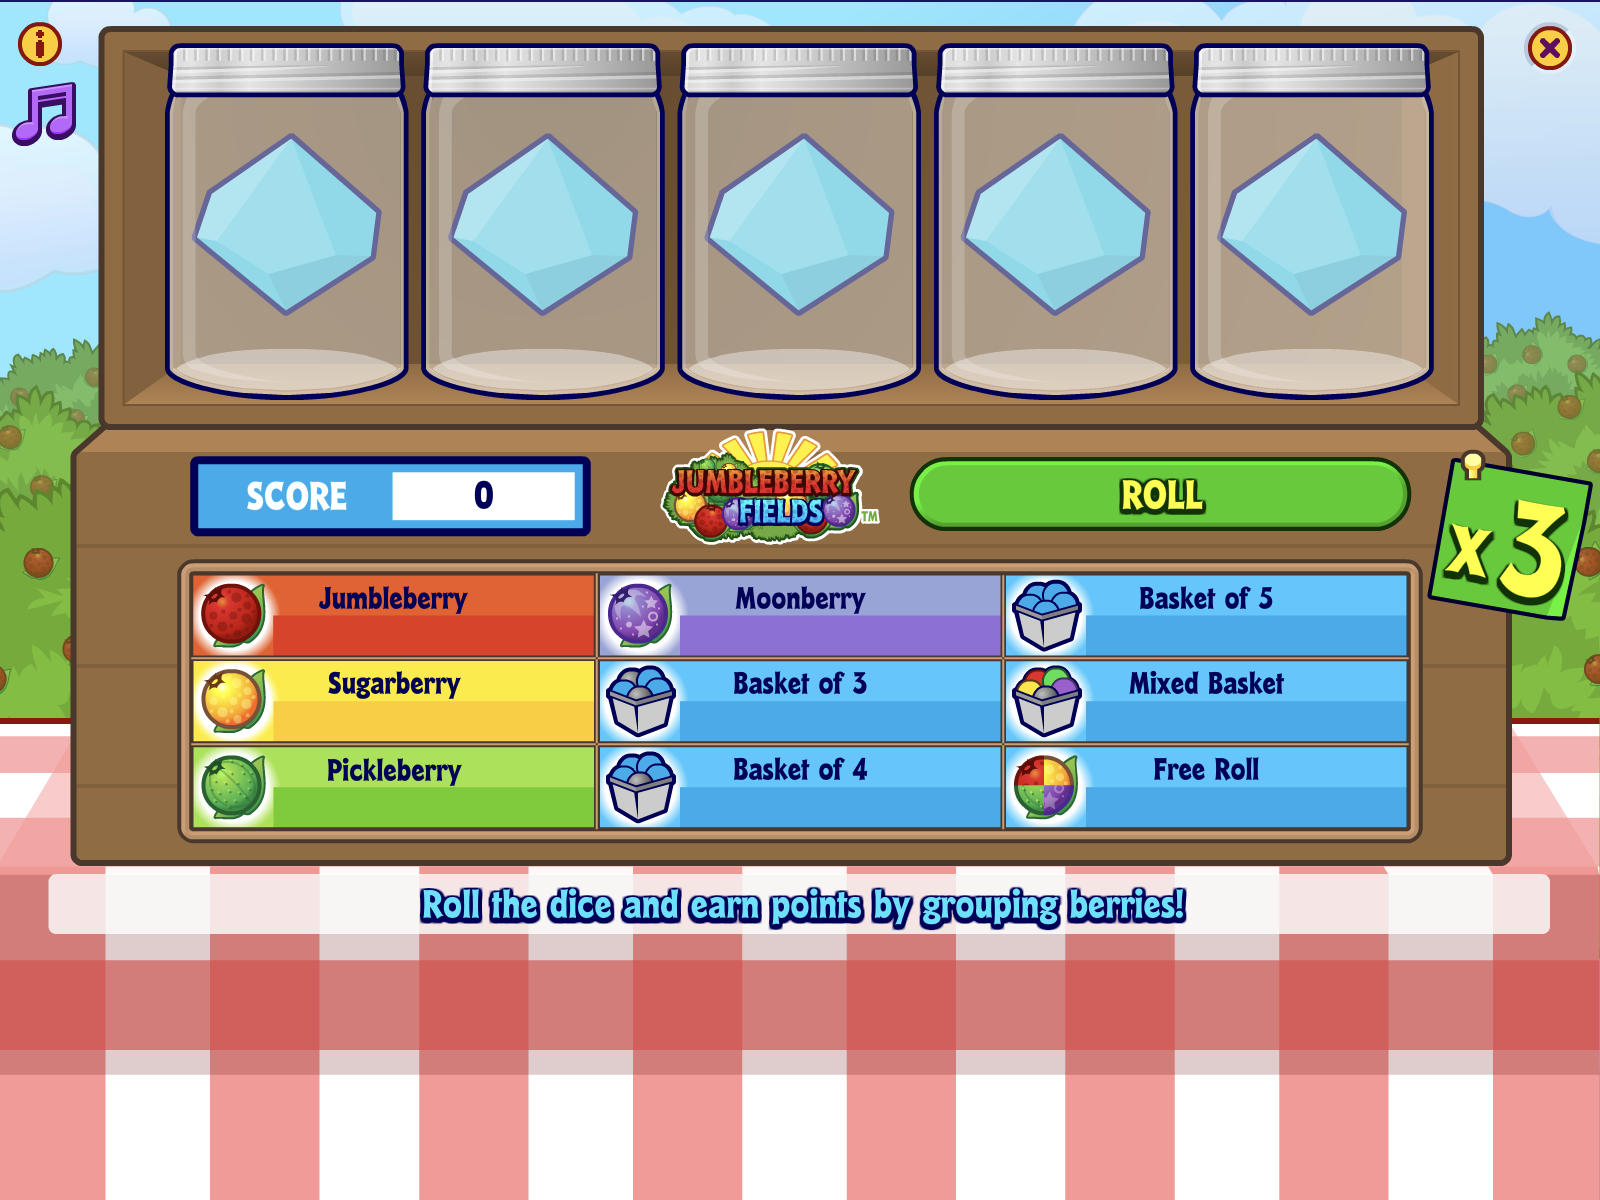 SCORE
0
JUMBLEBERRY
FIELDS
TM
ROLL
x3
Jumbleberry
Moonberry
Basket of 5
Sugarberry
Basket of 3
Mixed Basket
Pickleberry
Basket of 4
Free Roll
Roll the dice and earn points by grouping berries!